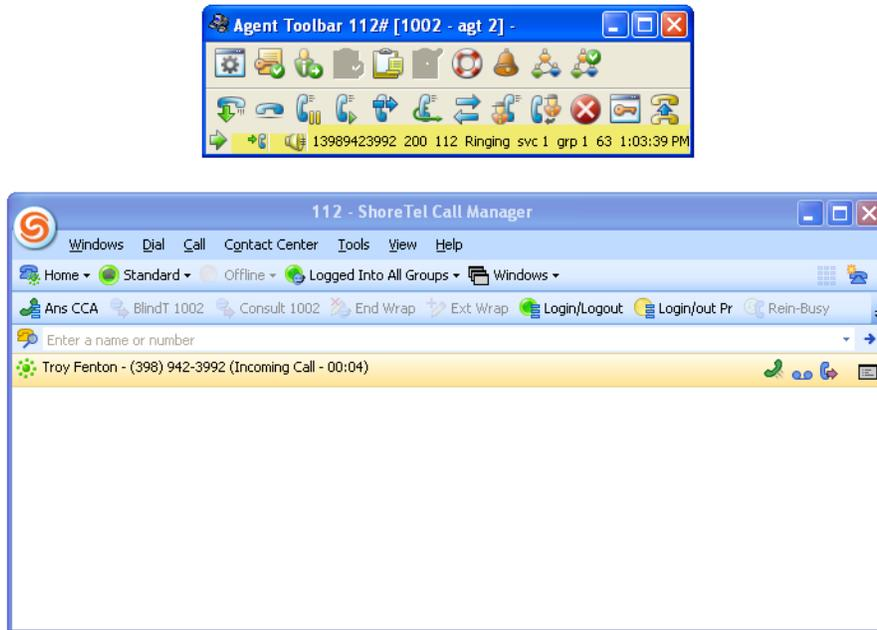 Agent Toolbar 112# [1002 - agt 2] -
13989423992 200 112 Ringing svc 1 grp 1 63 1:03:39 PM
112 - ShoreTel Call Manager
Windows Dial Call Contact Center Tools View Help
Home Standard Offline Logged Into All Groups Windows
Ans CCA BlindT 1002 Consult 1002 End Wrap Ext Wrap Login/Logout Login/out Pr Rein-Busy
Enter a name or number
Troy Fenton - (398) 942-3992 (Incoming Call - 00:04)